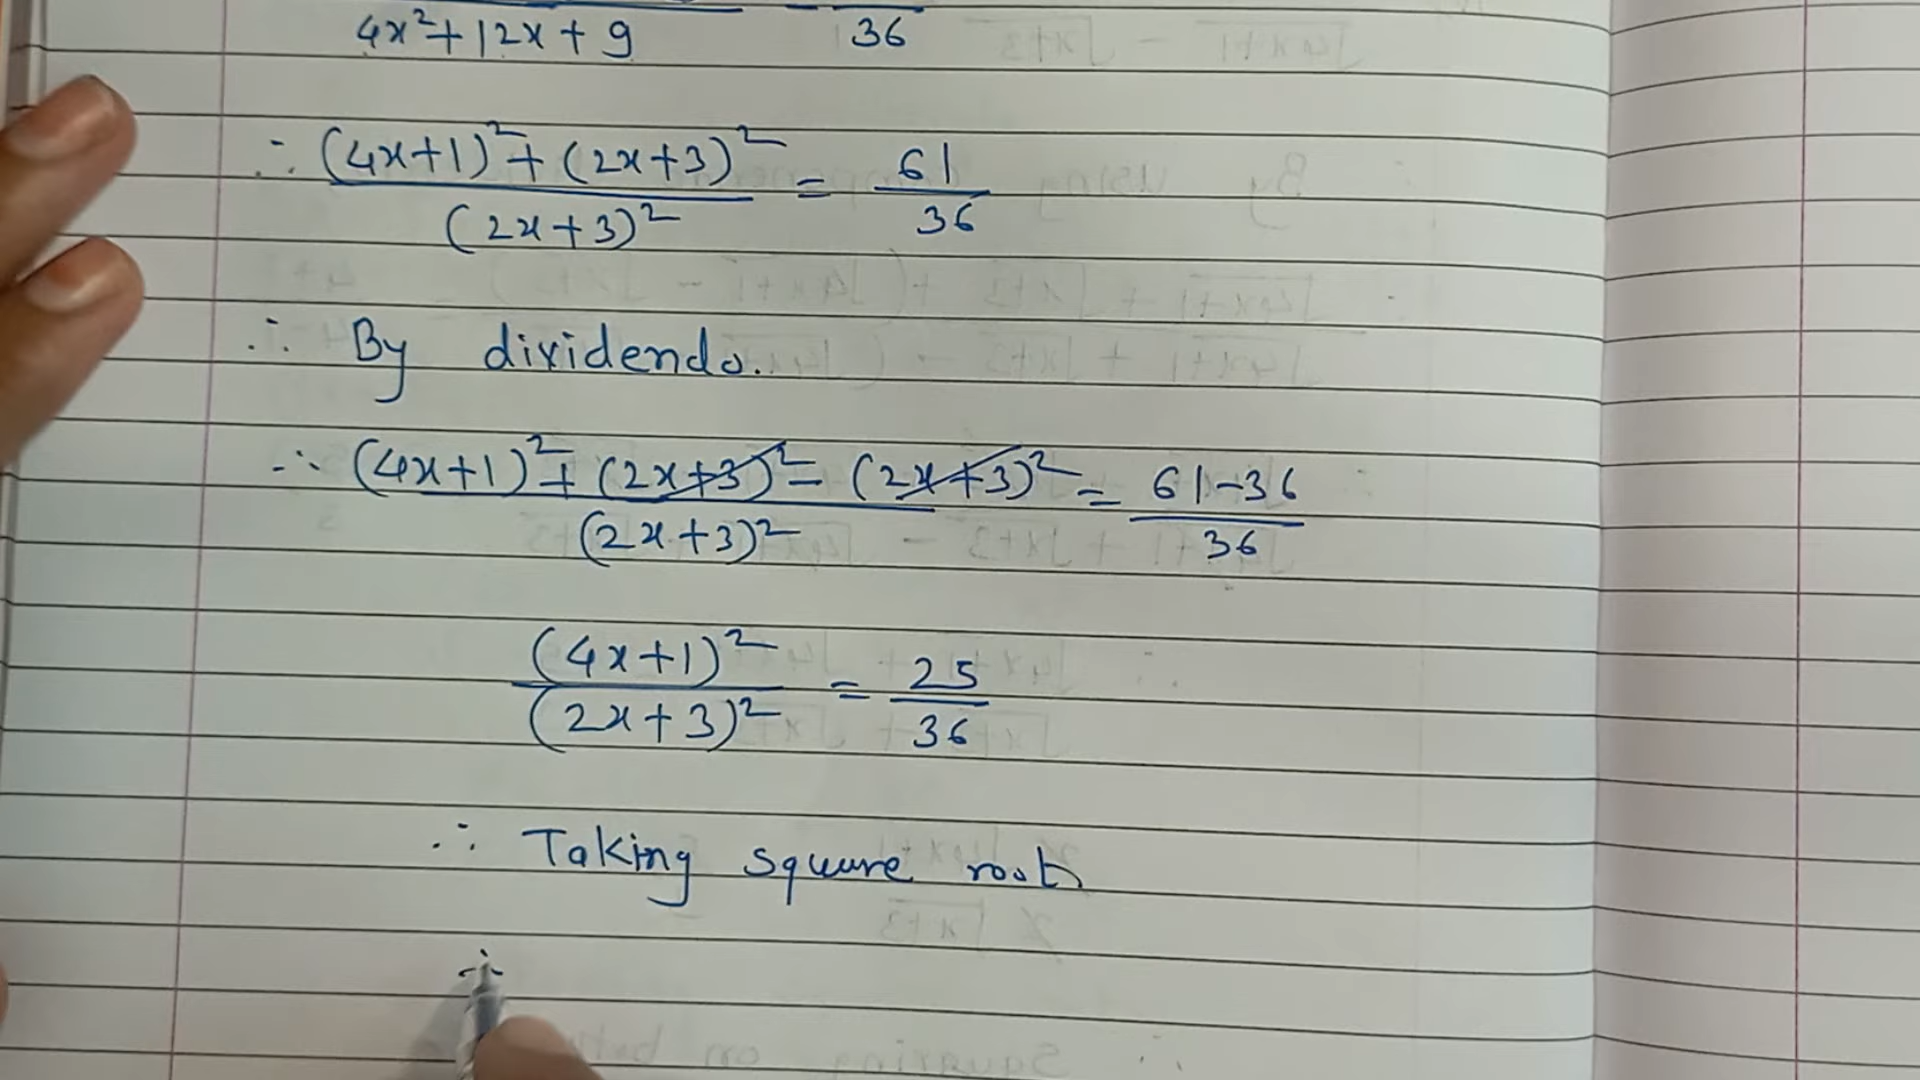 4x²+12x+9 36
∴ (4x+1)²+(2x+3)² / (2x+3)² = 61/36
∴ By dividendo.
∴ (4x+1)²+(2x+3)²-(2x+3)² / (2x+3)² = 61-36 / 36
(4x+1)² / (2x+3)² = 25/36
∴ Taking square root